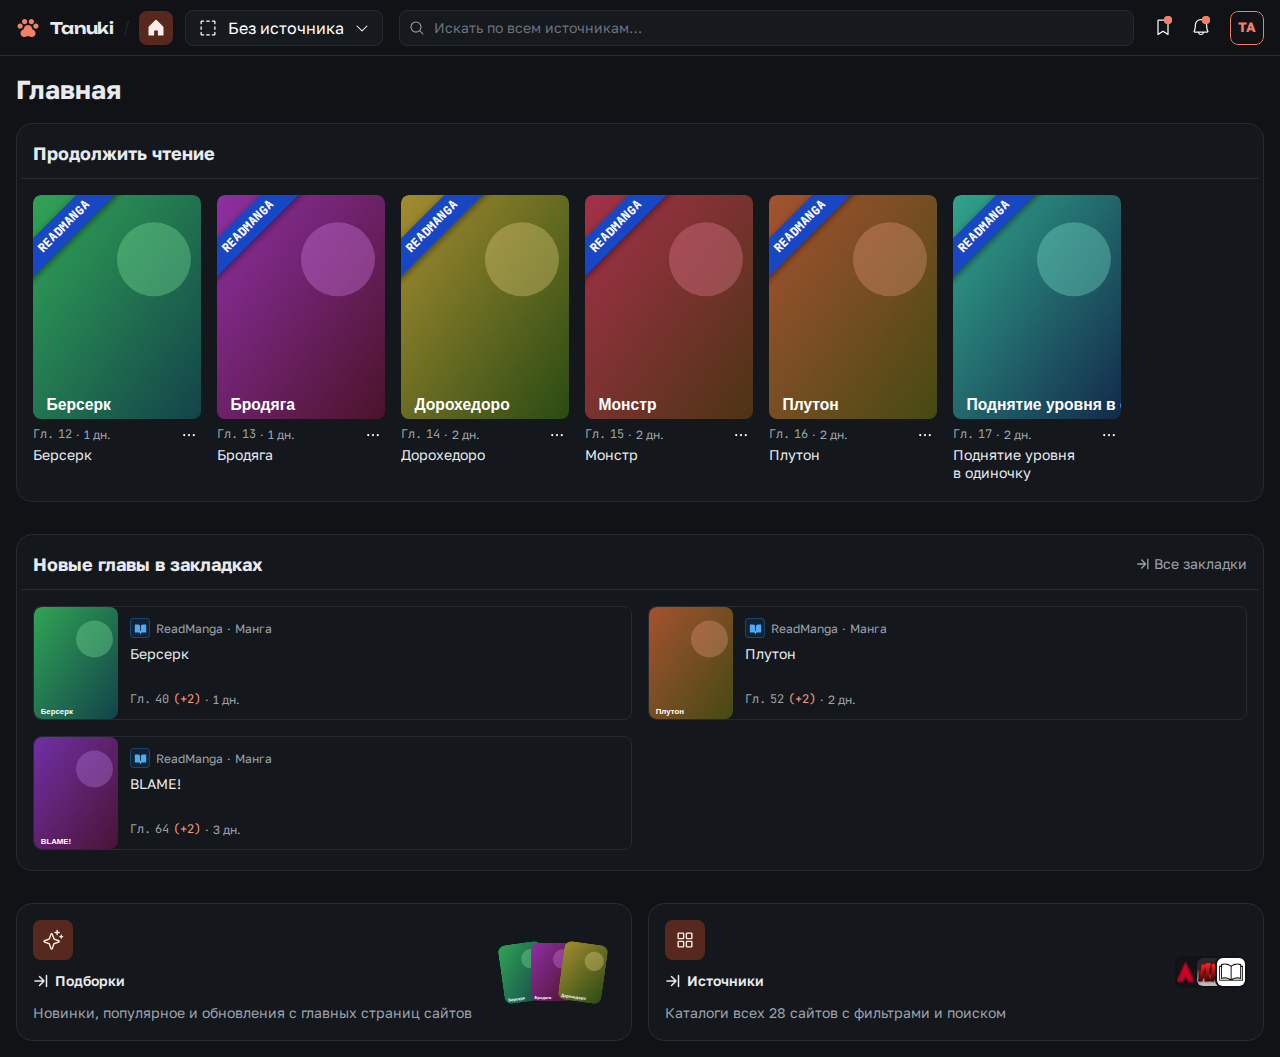 Tanuki / Без источника Искать по всем источникам... TA
Главная
Продолжить чтение
READMANGA READMANGA READMANGA READMANGA READMANGA READMANGA
Берсерк Бродяга Дорохедоро Монстр Плутон Поднятие уровня в
Гл. 12 · 1 дн. ··· Гл. 13 · 1 дн. ··· Гл. 14 · 2 дн. ··· Гл. 15 · 2 дн. ··· Гл. 16 · 2 дн. ··· Гл. 17 · 2 дн. ···
Берсерк Бродяга Дорохедоро Монстр Плутон Поднятие уровня
в одиночку
Новые главы в закладках Все закладки
ReadManga · Манга
Берсерк
Гл. 40 (+2) · 1 дн.
Берсерк
ReadManga · Манга
Плутон
Гл. 52 (+2) · 2 дн.
Плутон
ReadManga · Манга
BLAME!
Гл. 64 (+2) · 3 дн.
BLAME!
Подборки
Берсерк Бродяга Дорохедоро
Новинки, популярное и обновления с главных страниц сайтов
Источники
Каталоги всех 28 сайтов с фильтрами и поиском